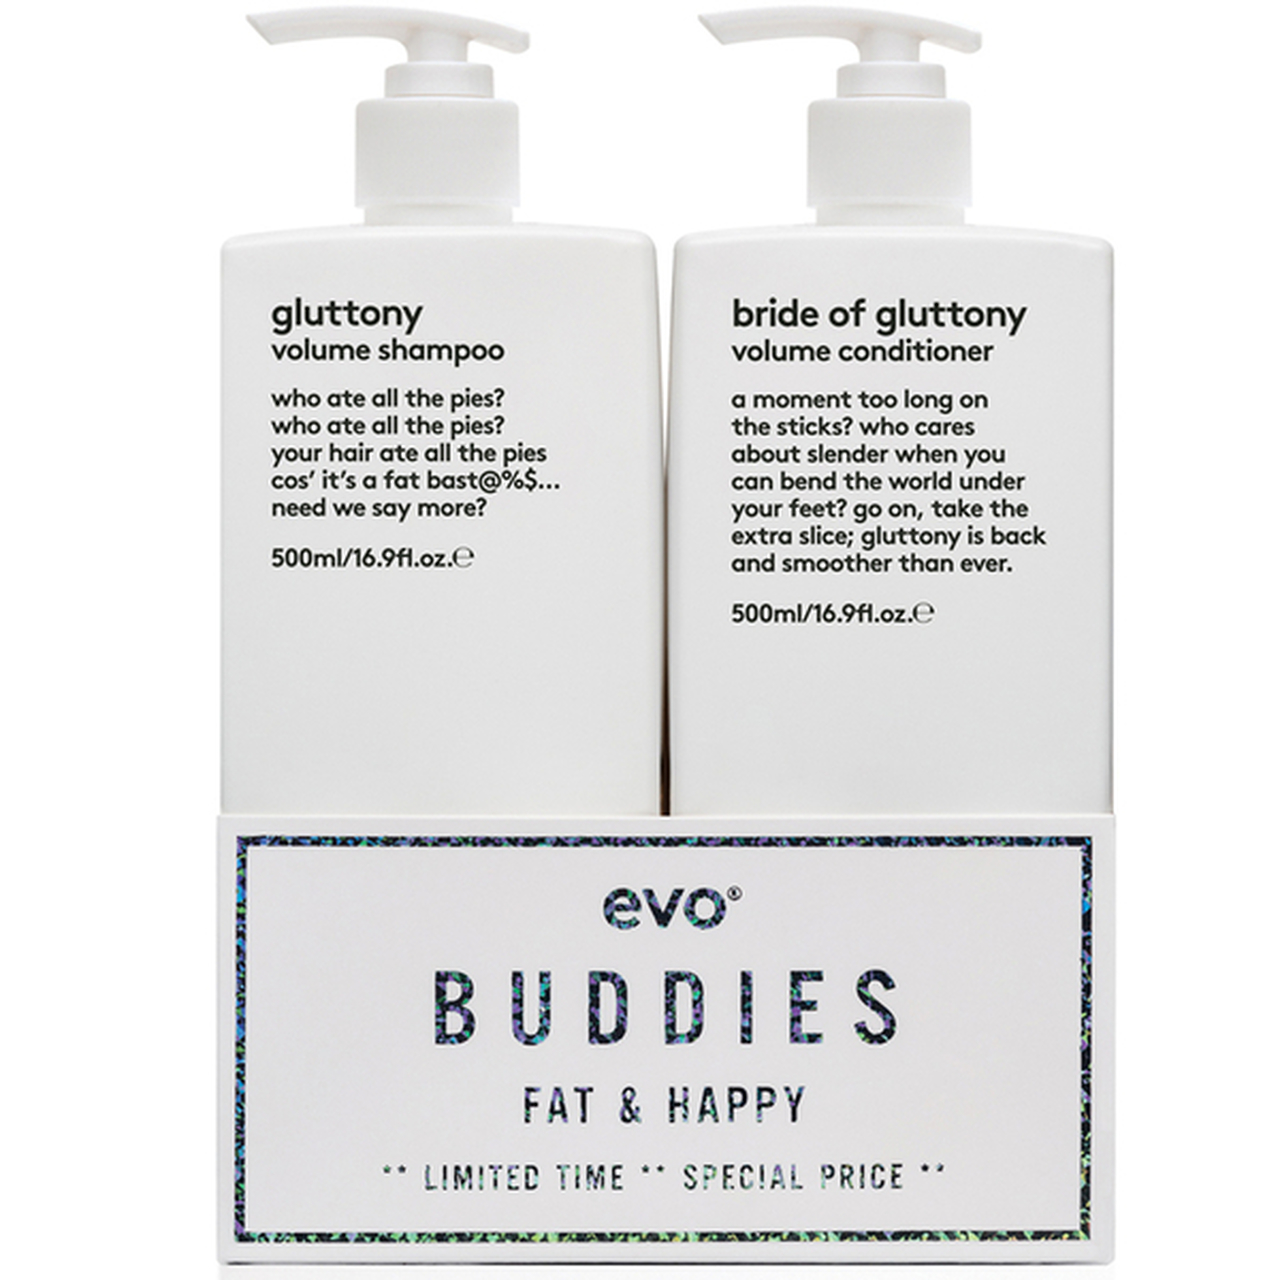 gluttony
volume shampoo
who ate all the pies?
who ate all the pies?
your hair ate all the pies
cos’ it’s a fat bast@%$...
need we say more?
500ml/16.9fl.oz.℮
bride of gluttony
volume conditioner
a moment too long on
the sticks? who cares
about slender when you
can bend the world under
your feet? go on, take the
extra slice; gluttony is back
and smoother than ever.
500ml/16.9fl.oz.℮
evo®
BUDDIES
FAT & HAPPY
** LIMITED TIME ** SPECIAL PRICE **